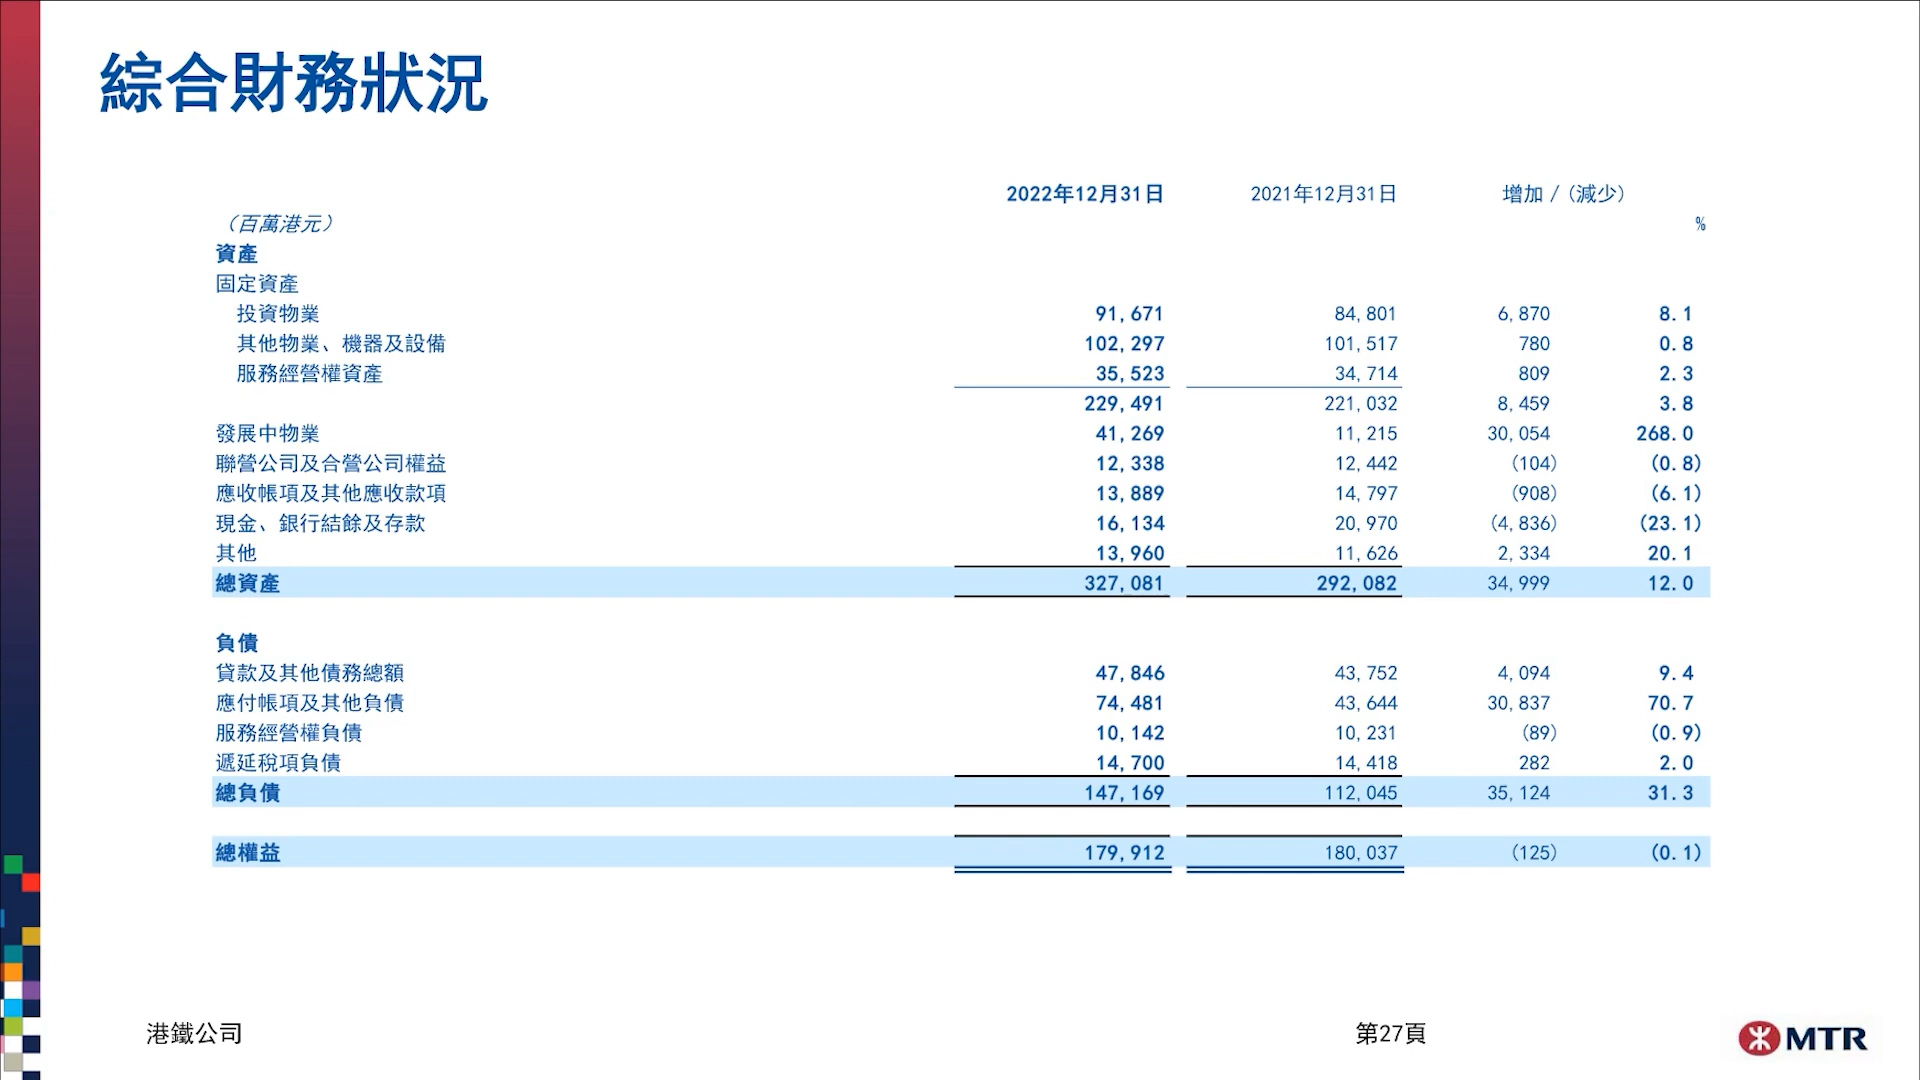 綜合財務狀況
2022年12月31日 2021年12月31日 增加 / (減少)
（百萬港元） %
資產
固定資產
投資物業 91,671 84,801 6,870 8.1
其他物業、機器及設備 102,297 101,517 780 0.8
服務經營權資產 35,523 34,714 809 2.3
229,491 221,032 8,459 3.8
發展中物業 41,269 11,215 30,054 268.0
聯營公司及合營公司權益 12,338 12,442 (104) (0.8)
應收帳項及其他應收款項 13,889 14,797 (908) (6.1)
現金、銀行結餘及存款 16,134 20,970 (4,836) (23.1)
其他 13,960 11,626 2,334 20.1
總資產 327,081 292,082 34,999 12.0
負債
貸款及其他債務總額 47,846 43,752 4,094 9.4
應付帳項及其他負債 74,481 43,644 30,837 70.7
服務經營權負債 10,142 10,231 (89) (0.9)
遞延稅項負債 14,700 14,418 282 2.0
總負債 147,169 112,045 35,124 31.3
總權益 179,912 180,037 (125) (0.1)
港鐵公司 第27頁 MTR